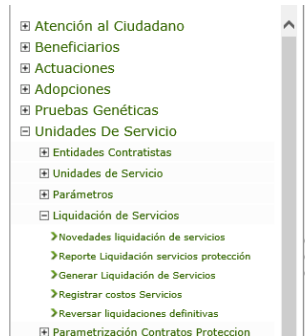 Atención al Ciudadano
Beneficiarios
Actuaciones
Adopciones
Pruebas Genéticas
Unidades De Servicio
Entidades Contratistas
Unidades de Servicio
Parámetros
Liquidación de Servicios
Novedades liquidación de servicios
Reporte Liquidación servicios protección
Generar Liquidación de Servicios
Registrar costos Servicios
Reversar liquidaciones definitivas
Parametrización Contratos Proteccion